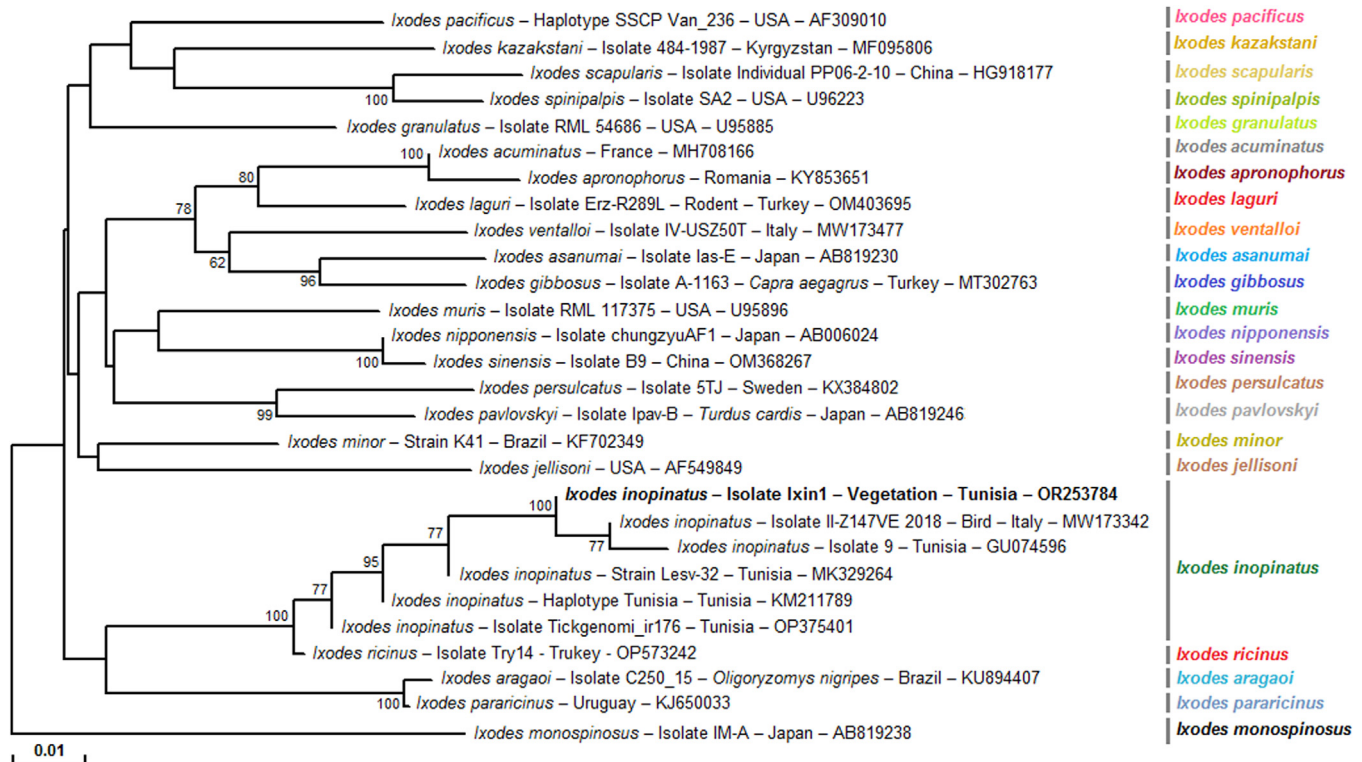 Ixodes pacificus – Haplotype SSCP Van_236 – USA – AF309010 Ixodes pacificus
Ixodes kazakstani – Isolate 484-1987 – Kyrgyzstan – MF095806 Ixodes kazakstani
Ixodes scapularis – Isolate Individual PP06-2-10 – China – HG918177 Ixodes scapularis
100 Ixodes spinipalpis – Isolate SA2 – USA – U96223 Ixodes spinipalpis
Ixodes granulatus – Isolate RML 54686 – USA – U95885 Ixodes granulatus
100 Ixodes acuminatus – France – MH708166 Ixodes acuminatus
80 Ixodes apronophorus – Romania – KY853651 Ixodes apronophorus
78 Ixodes laguri – Isolate Erz-R289L – Rodent – Turkey – OM403695 Ixodes laguri
Ixodes ventalloi – Isolate IV-USZ50T – Italy – MW173477 Ixodes ventalloi
62 Ixodes asanumai – Isolate Ias-E – Japan – AB819230 Ixodes asanumai
96 Ixodes gibbosus – Isolate A-1163 – Capra aegagrus – Turkey – MT302763 Ixodes gibbosus
Ixodes muris – Isolate RML 117375 – USA – U95896 Ixodes muris
Ixodes nipponensis – Isolate chungzyuAF1 – Japan – AB006024 Ixodes nipponensis
100 Ixodes sinensis – Isolate B9 – China – OM368267 Ixodes sinensis
Ixodes persulcatus – Isolate 5TJ – Sweden – KX384802 Ixodes persulcatus
99 Ixodes pavlovskyi – Isolate Ipav-B – Turdus cardis – Japan – AB819246 Ixodes pavlovskyi
Ixodes minor – Strain K41 – Brazil – KF702349 Ixodes minor
Ixodes jellisoni – USA – AF549849 Ixodes jellisoni
Ixodes inopinatus – Isolate Ixin1 – Vegetation – Tunisia – OR253784
100
Ixodes inopinatus – Isolate II-Z147VE 2018 – Bird – Italy – MW173342
77 77 Ixodes inopinatus – Isolate 9 – Tunisia – GU074596
95 Ixodes inopinatus – Strain Lesv-32 – Tunisia – MK329264 Ixodes inopinatus
77 Ixodes inopinatus – Haplotype Tunisia – Tunisia – KM211789
100 Ixodes inopinatus – Isolate Tickgenomi_ir176 – Tunisia – OP375401
Ixodes ricinus – Isolate Try14 - Trukey - OP573242 Ixodes ricinus
Ixodes aragaoi – Isolate C250_15 – Oligoryzomys nigripes – Brazil – KU894407 Ixodes aragaoi
100 Ixodes pararicinus – Uruguay – KJ650033 Ixodes pararicinus
Ixodes monospinosus – Isolate IM-A – Japan – AB819238 Ixodes monospinosus
0.01